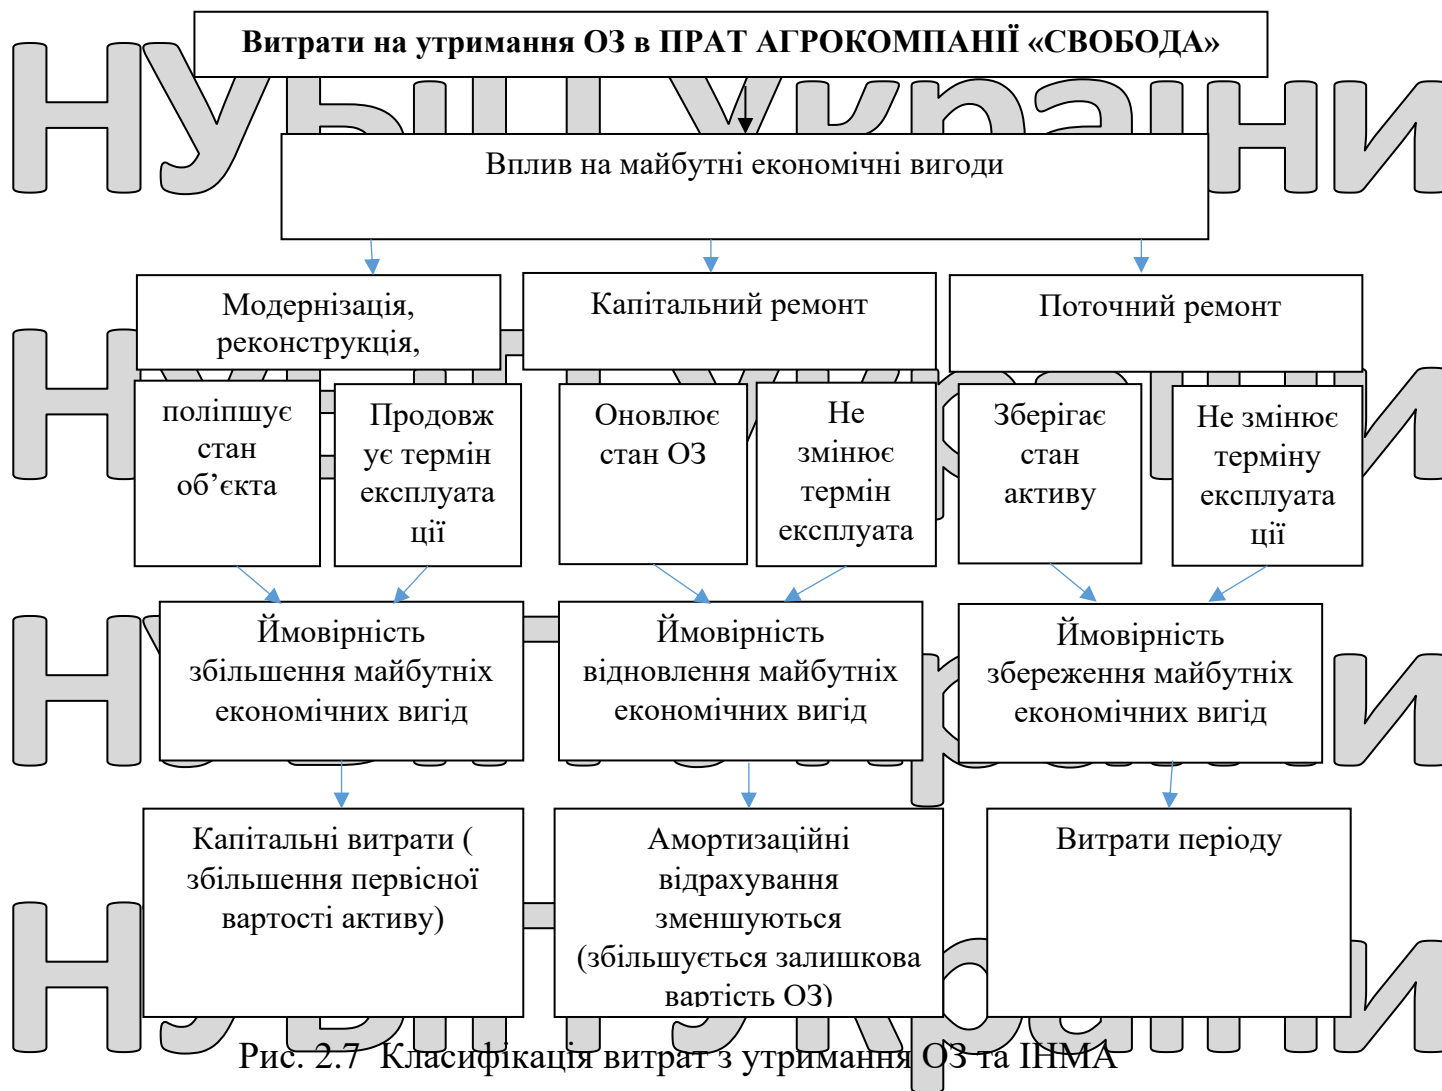 Витрати на утримання ОЗ в ПРАТ АГРОКОМПАНІЇ «СВОБОДА»
Вплив на майбутні економічні вигоди
Модернізація,
реконструкція,
Капітальний ремонт
Поточний ремонт
поліпшує
стан
об’єкта
Продовж
ує термін
експлуата
ції
Оновлює
стан ОЗ
Не
змінює
термін
експлуата
Зберігає
стан
активу
Не змінює
терміну
експлуата
ції
Ймовірність
збільшення майбутніх
економічних вигід
Ймовірність
відновлення майбутніх
економічних вигід
Ймовірність
збереження майбутніх
економічних вигід
Капітальні витрати (
збільшення первісної
вартості активу)
Амортизаційні
відрахування
зменшуються
(збільшується залишкова
вартість ОЗ)
Витрати періоду
Рис. 2.7 Класифікація витрат з утримання ОЗ та ІНМА